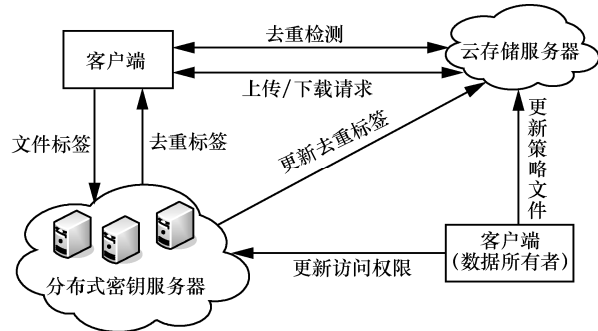 去重检测
客户端
云存储服务器
上传/下载请求
文件标签
去重标签
更新去重标签
更新策略文件
客户端
(数据所有者)
更新访问权限
分布式密钥服务器